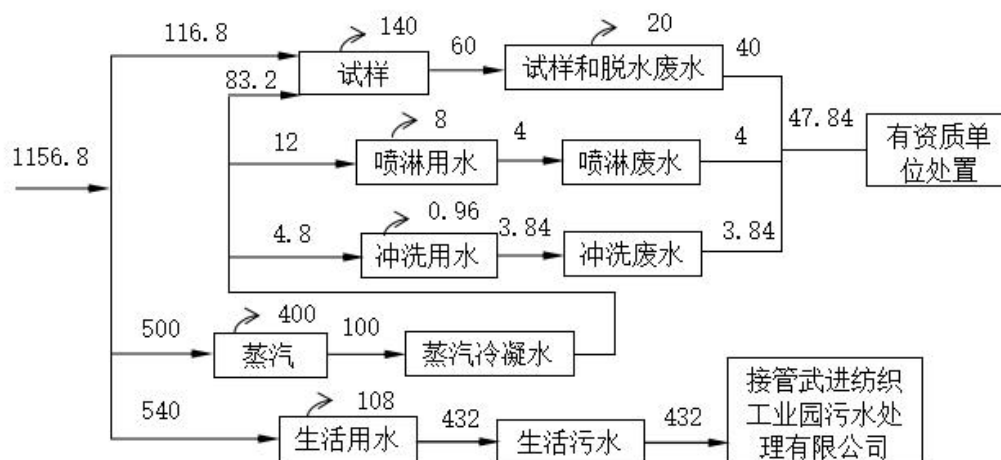 116.8
140
试样
60
20
试样和脱水废水
40
83.2
1156.8
12
8
喷淋用水
4
喷淋废水
4
47.84
有资质单
位处置
4.8
0.96
冲洗用水
3.84
冲洗废水
3.84
500
400
蒸汽
100
蒸汽冷凝水
540
108
生活用水
432
生活污水
432
接管武进纺织
工业园污水处
理有限公司